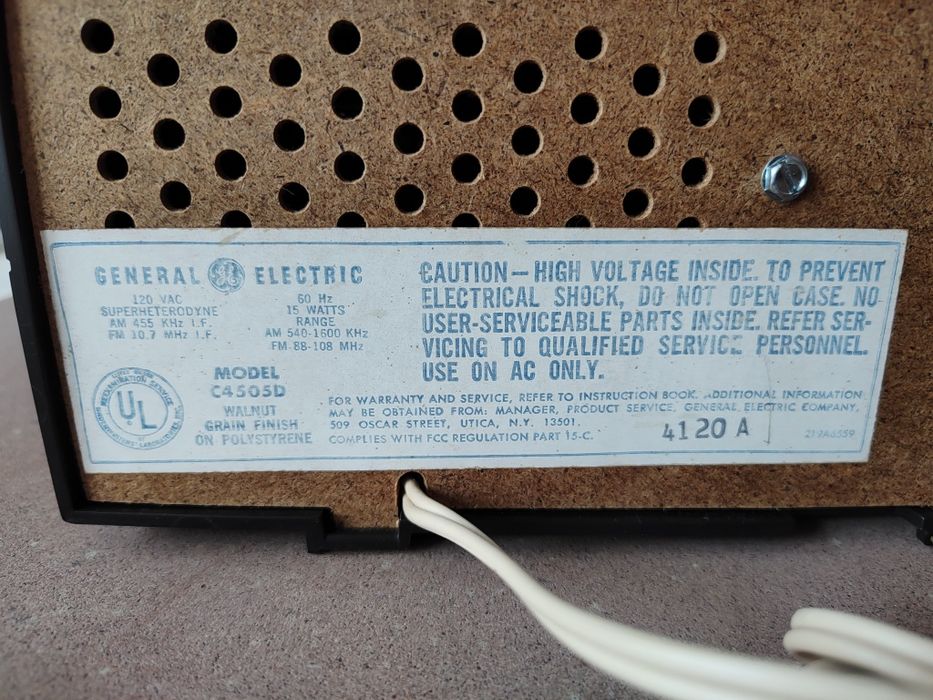 GENERAL GE ELECTRIC
120 VAC
SUPERHETERODYNE
AM 455 KHz I.F.
FM 10.7 MHz I.F.
60 Hz
15 WATTS
RANGE
AM 540-1600 KHz
FM-88-108 MHz
MODEL
C4505D
WALNUT
GRAIN FINISH
ON POLYSTYRENE
UL
CAUTION – HIGH VOLTAGE INSIDE. TO PREVENT
ELECTRICAL SHOCK, DO NOT OPEN CASE. NO
USER-SERVICEABLE PARTS INSIDE. REFER SER-
VICING TO QUALIFIED SERVICE PERSONNEL.
USE ON AC ONLY.
FOR WARRANTY AND SERVICE, REFER TO INSTRUCTION BOOK. ADDITIONAL INFORMATION
MAY BE OBTAINED FROM: MANAGER, PRODUCT SERVICE, GENERAL ELECTRIC COMPANY,
509 OSCAR STREET, UTICA, N.Y. 13501.
COMPLIES WITH FCC REGULATION PART 15-C.
4120 A
219A6559